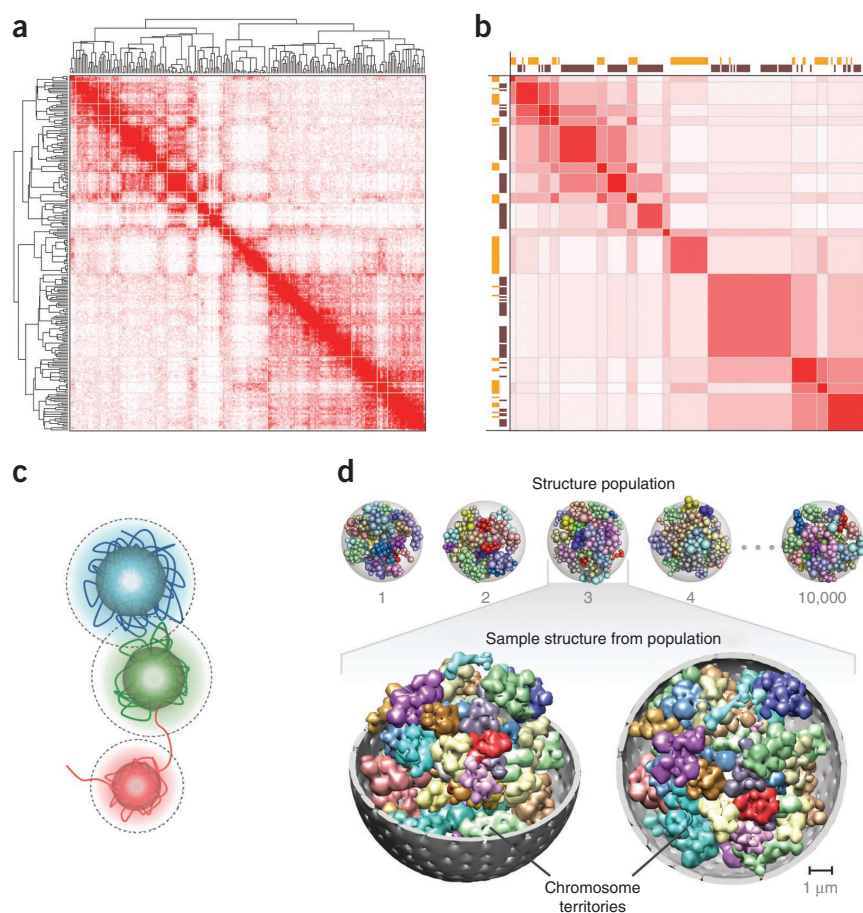 a
b
c
d
Structure population
1
2
3
4
10,000
Sample structure from population
Chromosome
territories
1 µm